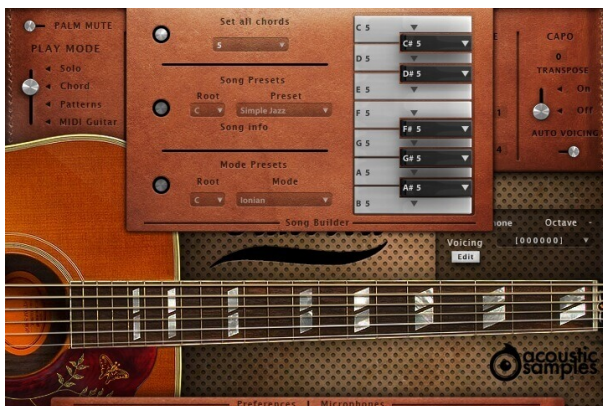 PALM MUTE
PLAY MODE
Solo
Chord
Patterns
MIDI Guitar
Set all chords
5
Song Presets
Root Preset
C Simple Jazz
Song info
Mode Presets
Root Mode
C Ionian
Song Builder
C 5
C# 5
D 5
D# 5
E 5
F 5
F# 5
G 5
G# 5
A 5
A# 5
B 5
E
1
4
CAPO
0
TRANSPOSE
On
Off
AUTO VOICING
one Octave -
Voicing [000000]
Edit
acoustic
samples
Preferences | Microphones